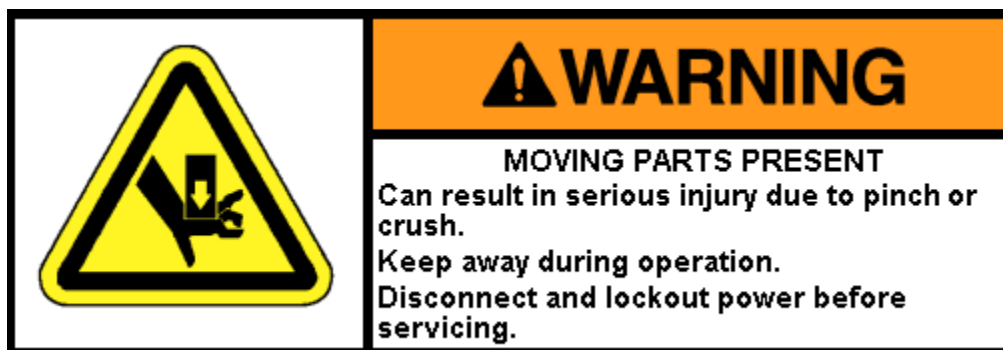 WARNING
MOVING PARTS PRESENT
Can result in serious injury due to pinch or
crush.
Keep away during operation.
Disconnect and lockout power before
servicing.